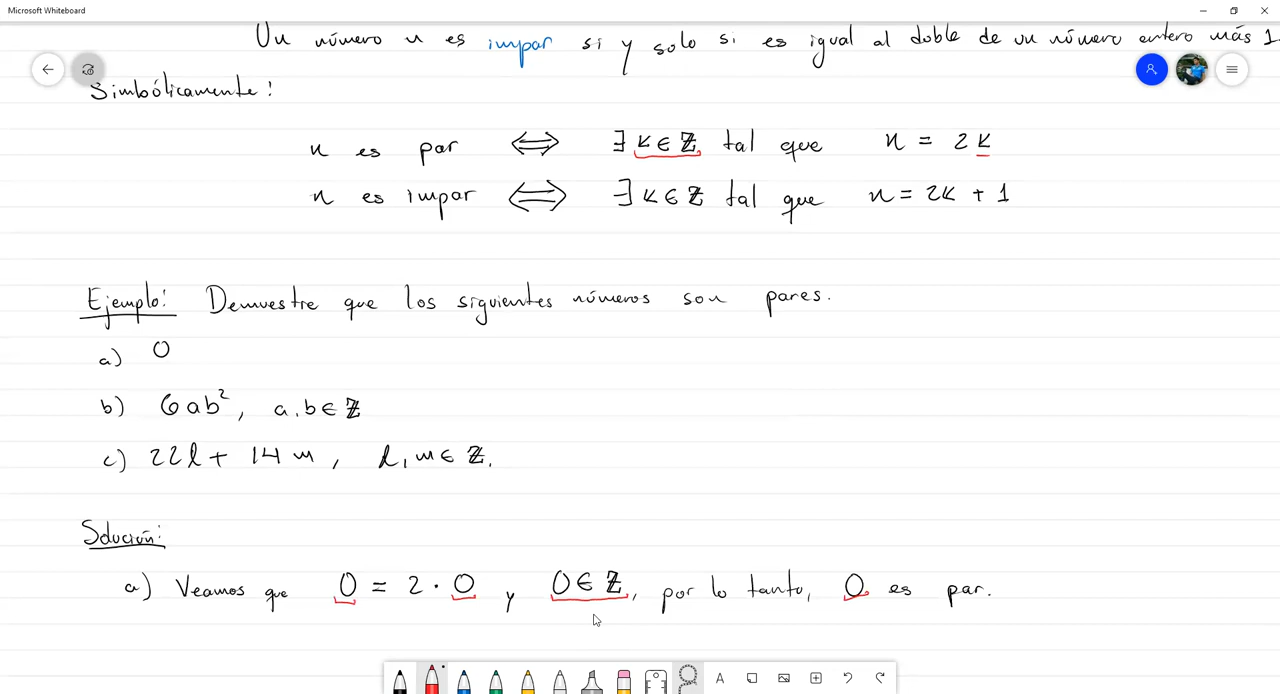 Microsoft Whiteboard
Un número n es impar si y solo si es igual al doble de un número entero más 1.
Simbólicamente:
n es par ⟺ ∃ k ∈ ℤ tal que n = 2k
n es impar ⟺ ∃ k ∈ ℤ tal que n = 2k + 1
Ejemplo: Demuestre que los siguientes números son pares.
a) 0
b) 6ab², a,b ∈ ℤ
c) 22l + 14m, l,m ∈ ℤ.
Solución:
a) Veamos que 0 = 2 · 0 y 0 ∈ ℤ, por lo tanto, 0 es par.